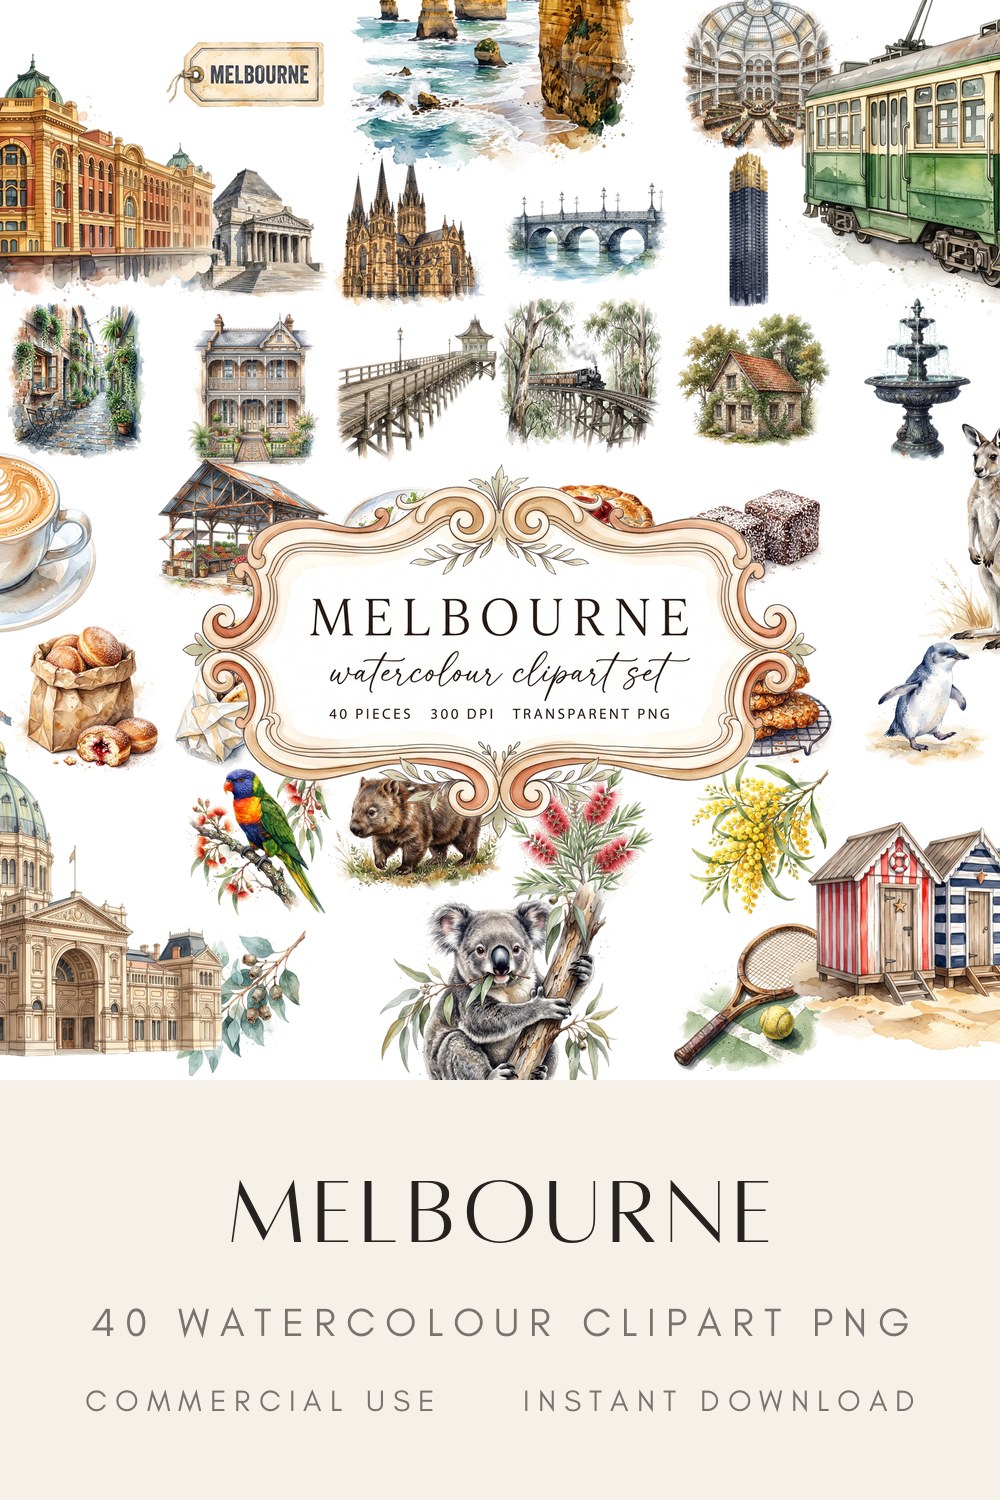 MELBOURNE
MELBOURNE
watercolour clipart set
40 PIECES 300 DPI TRANSPARENT PNG
MELBOURNE
40 WATERCOLOUR CLIPART PNG
COMMERCIAL USE INSTANT DOWNLOAD